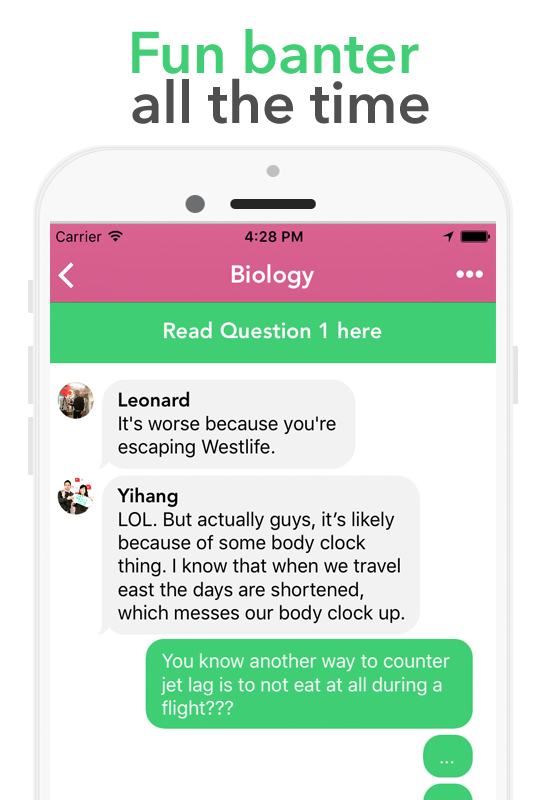 Fun banter
all the time
Carrier 4:28 PM
Biology
Read Question 1 here
Leonard
It's worse because you're
escaping Westlife.
Yihang
LOL. But actually guys, it’s likely
because of some body clock
thing. I know that when we travel
east the days are shortened,
which messes our body clock up.
You know another way to counter
jet lag is to not eat at all during a
flight???
...